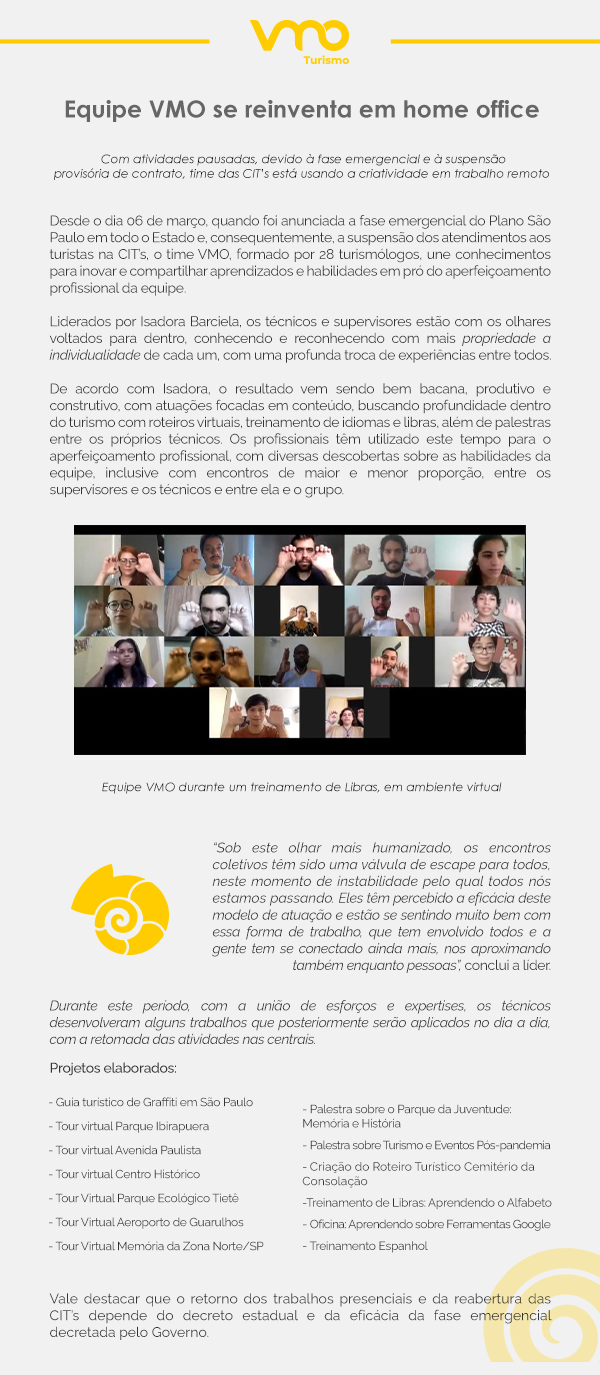 vmo
Turismo
Equipe VMO se reinventa em home office
Com atividades pausadas, devido à fase emergencial e à suspensão
provisória de contrato, time das CIT's está usando a criatividade em trabalho remoto
Desde o dia 06 de março, quando foi anunciada a fase emergencial do Plano São
Paulo em todo o Estado e, consequentemente, a suspensão dos atendimentos aos
turistas na CIT's, o time VMO, formado por 28 turismólogos, une conhecimentos
para inovar e compartilhar aprendizados e habilidades em pró do aperfeiçoamento
profissional da equipe.
Liderados por Isadora Barciela, os técnicos e supervisores estão com os olhares
voltados para dentro, conhecendo e reconhecendo com mais propriedade a
individualidade de cada um, com uma profunda troca de experiências entre todos.
De acordo com Isadora, o resultado vem sendo bem bacana, produtivo e
construtivo, com atuações focadas em conteúdo, buscando profundidade dentro
do turismo com roteiros virtuais, treinamento de idiomas e libras, além de palestras
entre os próprios técnicos. Os profissionais têm utilizado este tempo para o
aperfeiçoamento profissional, com diversas descobertas sobre as habilidades da
equipe, inclusive com encontros de maior e menor proporção, entre os
supervisores e os técnicos e entre ela e o grupo.
Equipe VMO durante um treinamento de Libras, em ambiente virtual
"Sob este olhar mais humanizado, os encontros
coletivos têm sido uma válvula de escape para todos,
neste momento de instabilidade pelo qual todos nós
estamos passando. Eles têm percebido a eficácia deste
modelo de atuação e estão se sentindo muito bem com
essa forma de trabalho, que tem envolvido todos e a
gente tem se conectado ainda mais, nos aproximando
também enquanto pessoas", conclui a líder.
Durante este período, com a união de esforços e expertises, os técnicos
desenvolveram alguns trabalhos que posteriormente serão aplicados no dia a dia,
com a retomada das atividades nas centrais.
Projetos elaborados:
- Guia turístico de Graffiti em São Paulo
- Tour virtual Parque Ibirapuera
- Tour virtual Avenida Paulista
- Tour virtual Centro Histórico
- Tour Virtual Parque Ecológico Tietê
- Tour Virtual Aeroporto de Guarulhos
- Tour Virtual Memória da Zona Norte/SP
- Palestra sobre o Parque da Juventude:
Memória e História
- Palestra sobre Turismo e Eventos Pós-pandemia
- Criação do Roteiro Turístico Cemitério da
Consolação
-Treinamento de Libras: Aprendendo o Alfabeto
- Oficina: Aprendendo sobre Ferramentas Google
- Treinamento Espanhol
Vale destacar que o retorno dos trabalhos presenciais e da reabertura das
CIT's depende do decreto estadual e da eficácia da fase emergencial
decretada pelo Governo.